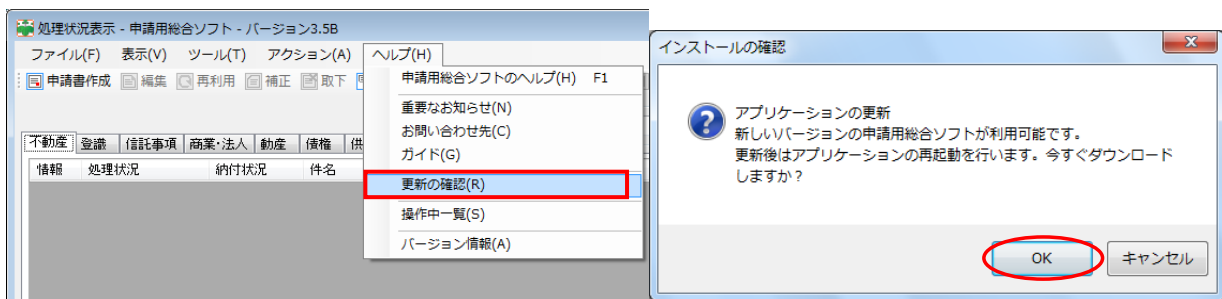 処理状況表示 - 申請用総合ソフト - バージョン3.5B
ファイル(F) 表示(V) ツール(T) アクション(A) ヘルプ(H)
申請書作成 編集 再利用 補正 取下
不動産 登識 信託事項 商業・法人 動産 債権 供
情報 処理状況 納付状況 件名
申請用総合ソフトのヘルプ(H) F1
重要なお知らせ(N)
お問い合わせ先(C)
ガイド(G)
更新の確認(R)
操作中一覧(S)
バージョン情報(A)
インストールの確認
アプリケーションの更新
新しいバージョンの申請用総合ソフトが利用可能です。
更新後はアプリケーションの再起動を行います。今すぐダウンロード
しますか？
OK キャンセル